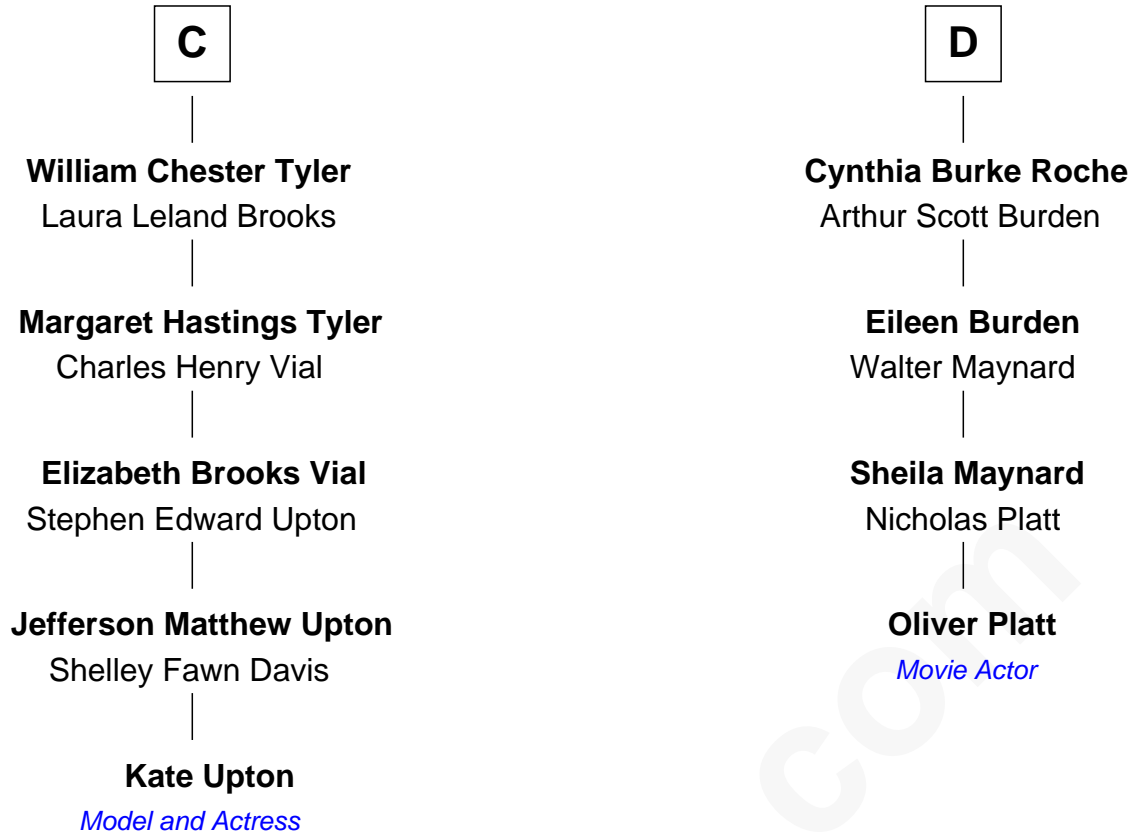 C
William Chester Tyler
Laura Leland Brooks
Margaret Hastings Tyler
Charles Henry Vial
Elizabeth Brooks Vial
Stephen Edward Upton
Jefferson Matthew Upton
Shelley Fawn Davis
Kate Upton
Model and Actress
D
Cynthia Burke Roche
Arthur Scott Burden
Eileen Burden
Walter Maynard
Sheila Maynard
Nicholas Platt
Oliver Platt
Movie Actor
com